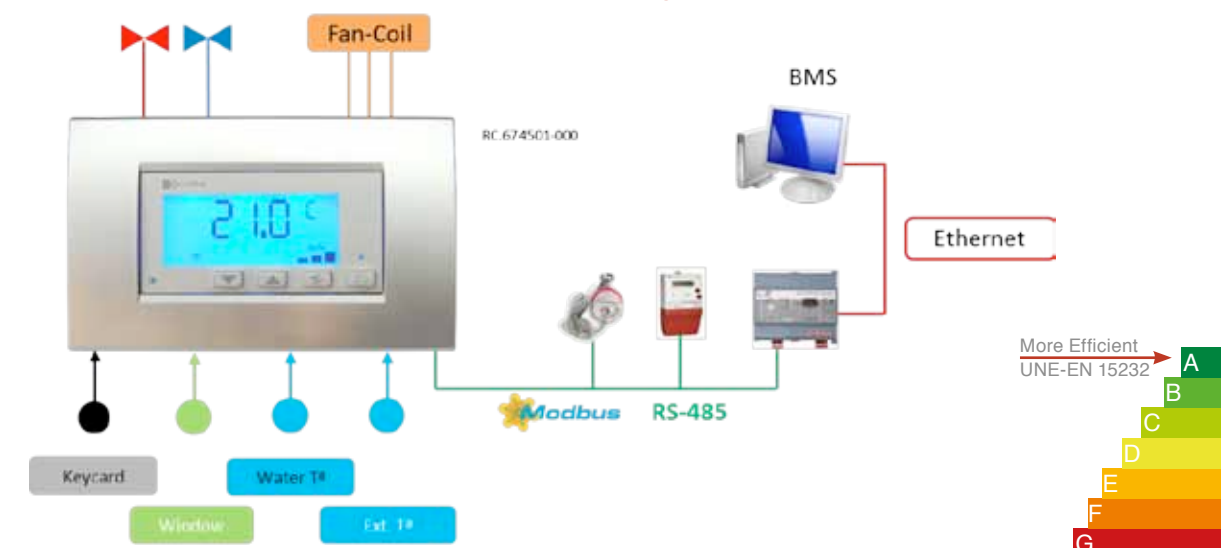 Fan-Coil
BMS
RC.674501-000
21.0 C
Ethernet
More Efficient
UNE-EN 15232
A
B
C
D
E
F
G
Modbus RS-485
Keycard
Water Tª
Window
Ext. Tª